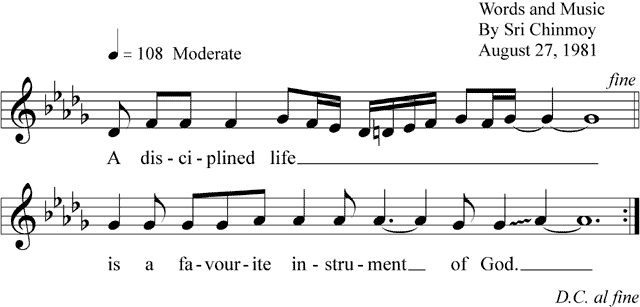 Words and Music
By Sri Chinmoy
August 27, 1981
= 108 Moderate
fine
A dis - ci - plined life
is a fa - vour - ite in - stru - ment of God.
D.C. al fine